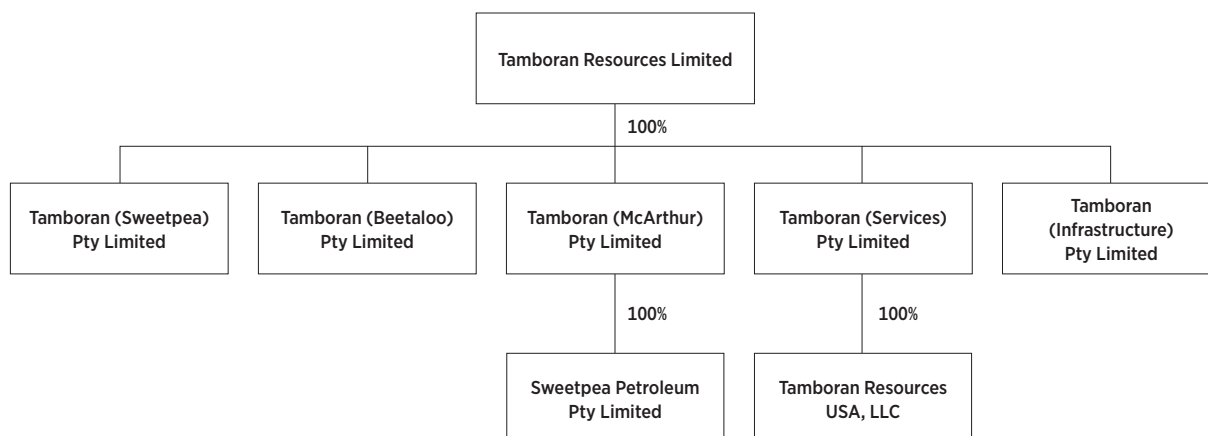 Tamboran Resources Limited
100%
Tamboran (Sweetpea)
Pty Limited
Tamboran (Beetaloo)
Pty Limited
Tamboran (McArthur)
Pty Limited
Tamboran (Services)
Pty Limited
Tamboran
(Infrastructure)
Pty Limited
100%
100%
Sweetpea Petroleum
Pty Limited
Tamboran Resources
USA, LLC